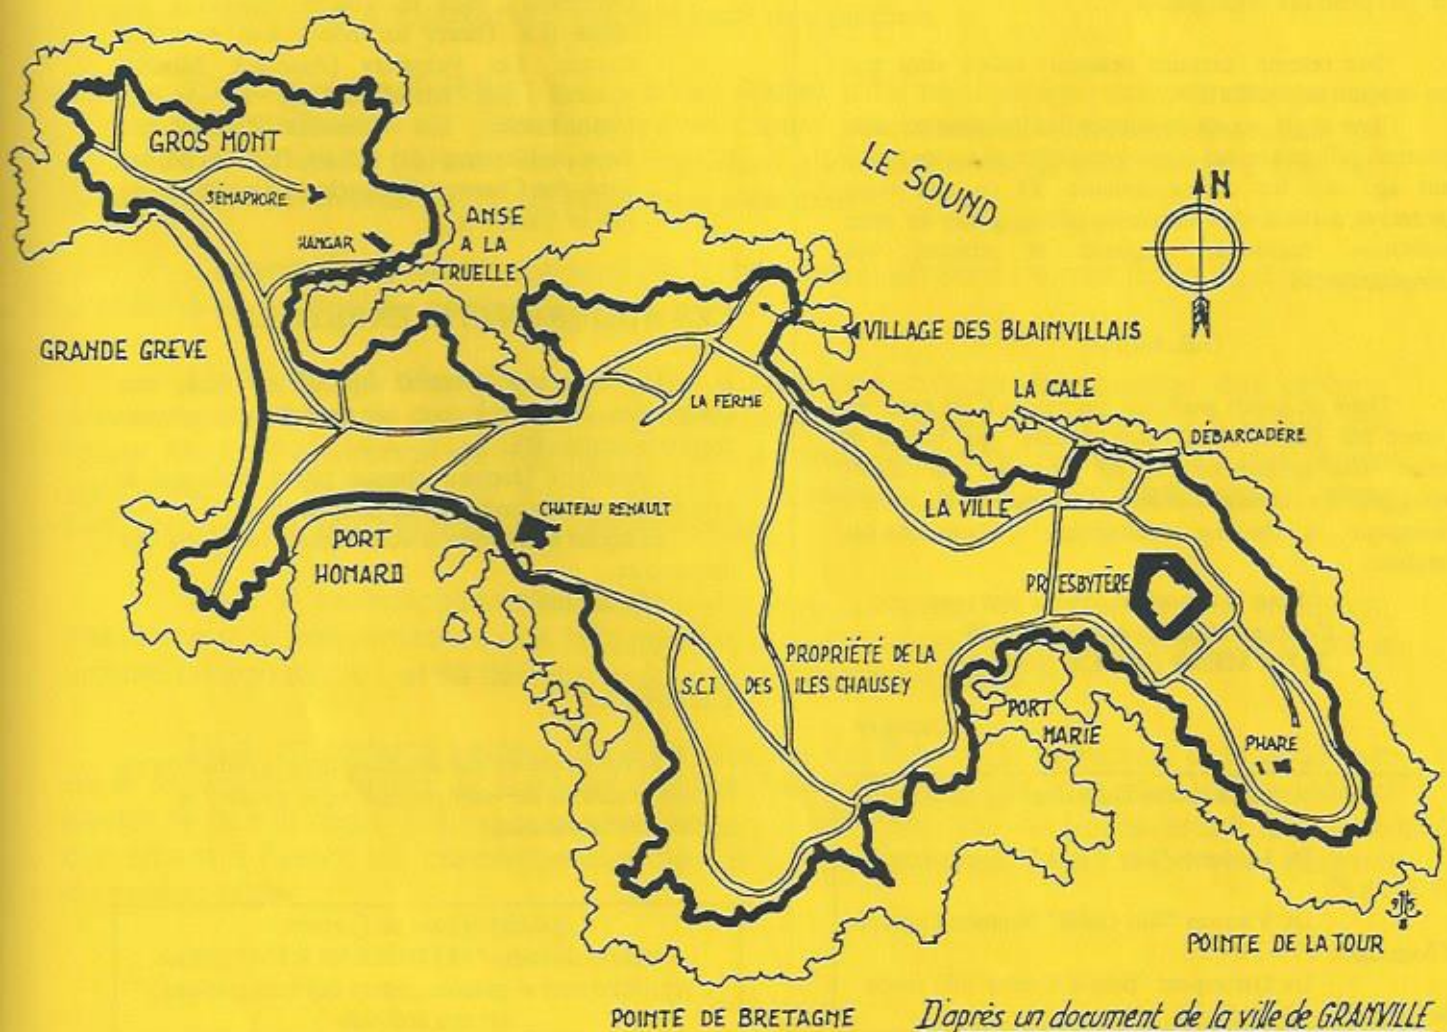 GROS MONT
SÉMAPHORE
HANGAR
ANSE
A LA
TRUELLE
LE SOUND
N
GRANDE GREVE
VILLAGE DES BLAINVILLAIS
LA FERME
LA CALE
DÉBARCADÈRE
LA VILLE
CHATEAU RENAULT
PORT
HOMARD
PRESBYTÈRE
PROPRIÉTÉ DE LA
S.C.I DES ILES CHAUSEY
PORT
MARIE
PHARE
POINTE DE LA TOUR
POINTE DE BRETAGNE
D'après un document de la ville de GRANVILLE